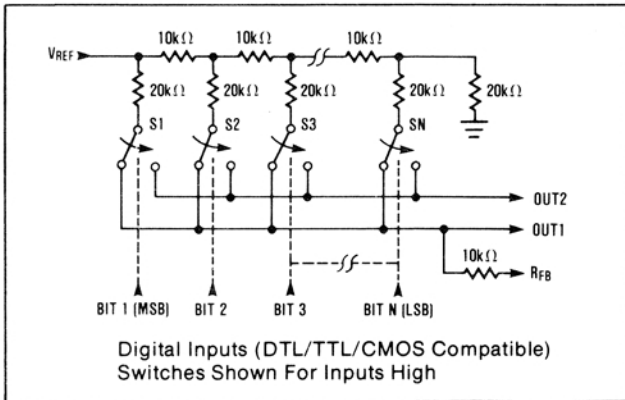 10kΩ 10kΩ 10kΩ
VREF
20kΩ 20kΩ 20kΩ 20kΩ 20kΩ
S1 S2 S3 SN
OUT2
OUT1
10kΩ
RFB
BIT 1 (MSB) BIT 2 BIT 3 BIT N (LSB)
Digital Inputs (DTL/TTL/CMOS Compatible)
Switches Shown For Inputs High